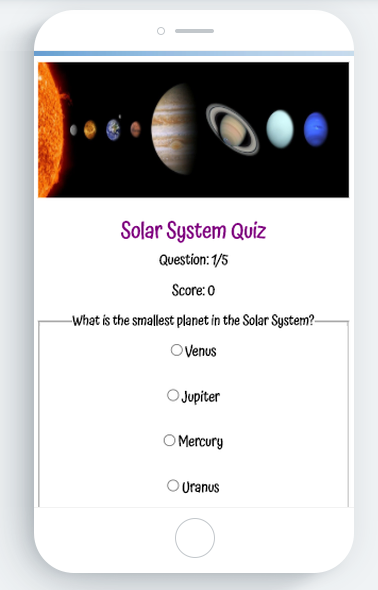 Solar System Quiz
Question: 1/5
Score: 0
What is the smallest planet in the Solar System?
Venus
Jupiter
Mercury
Uranus